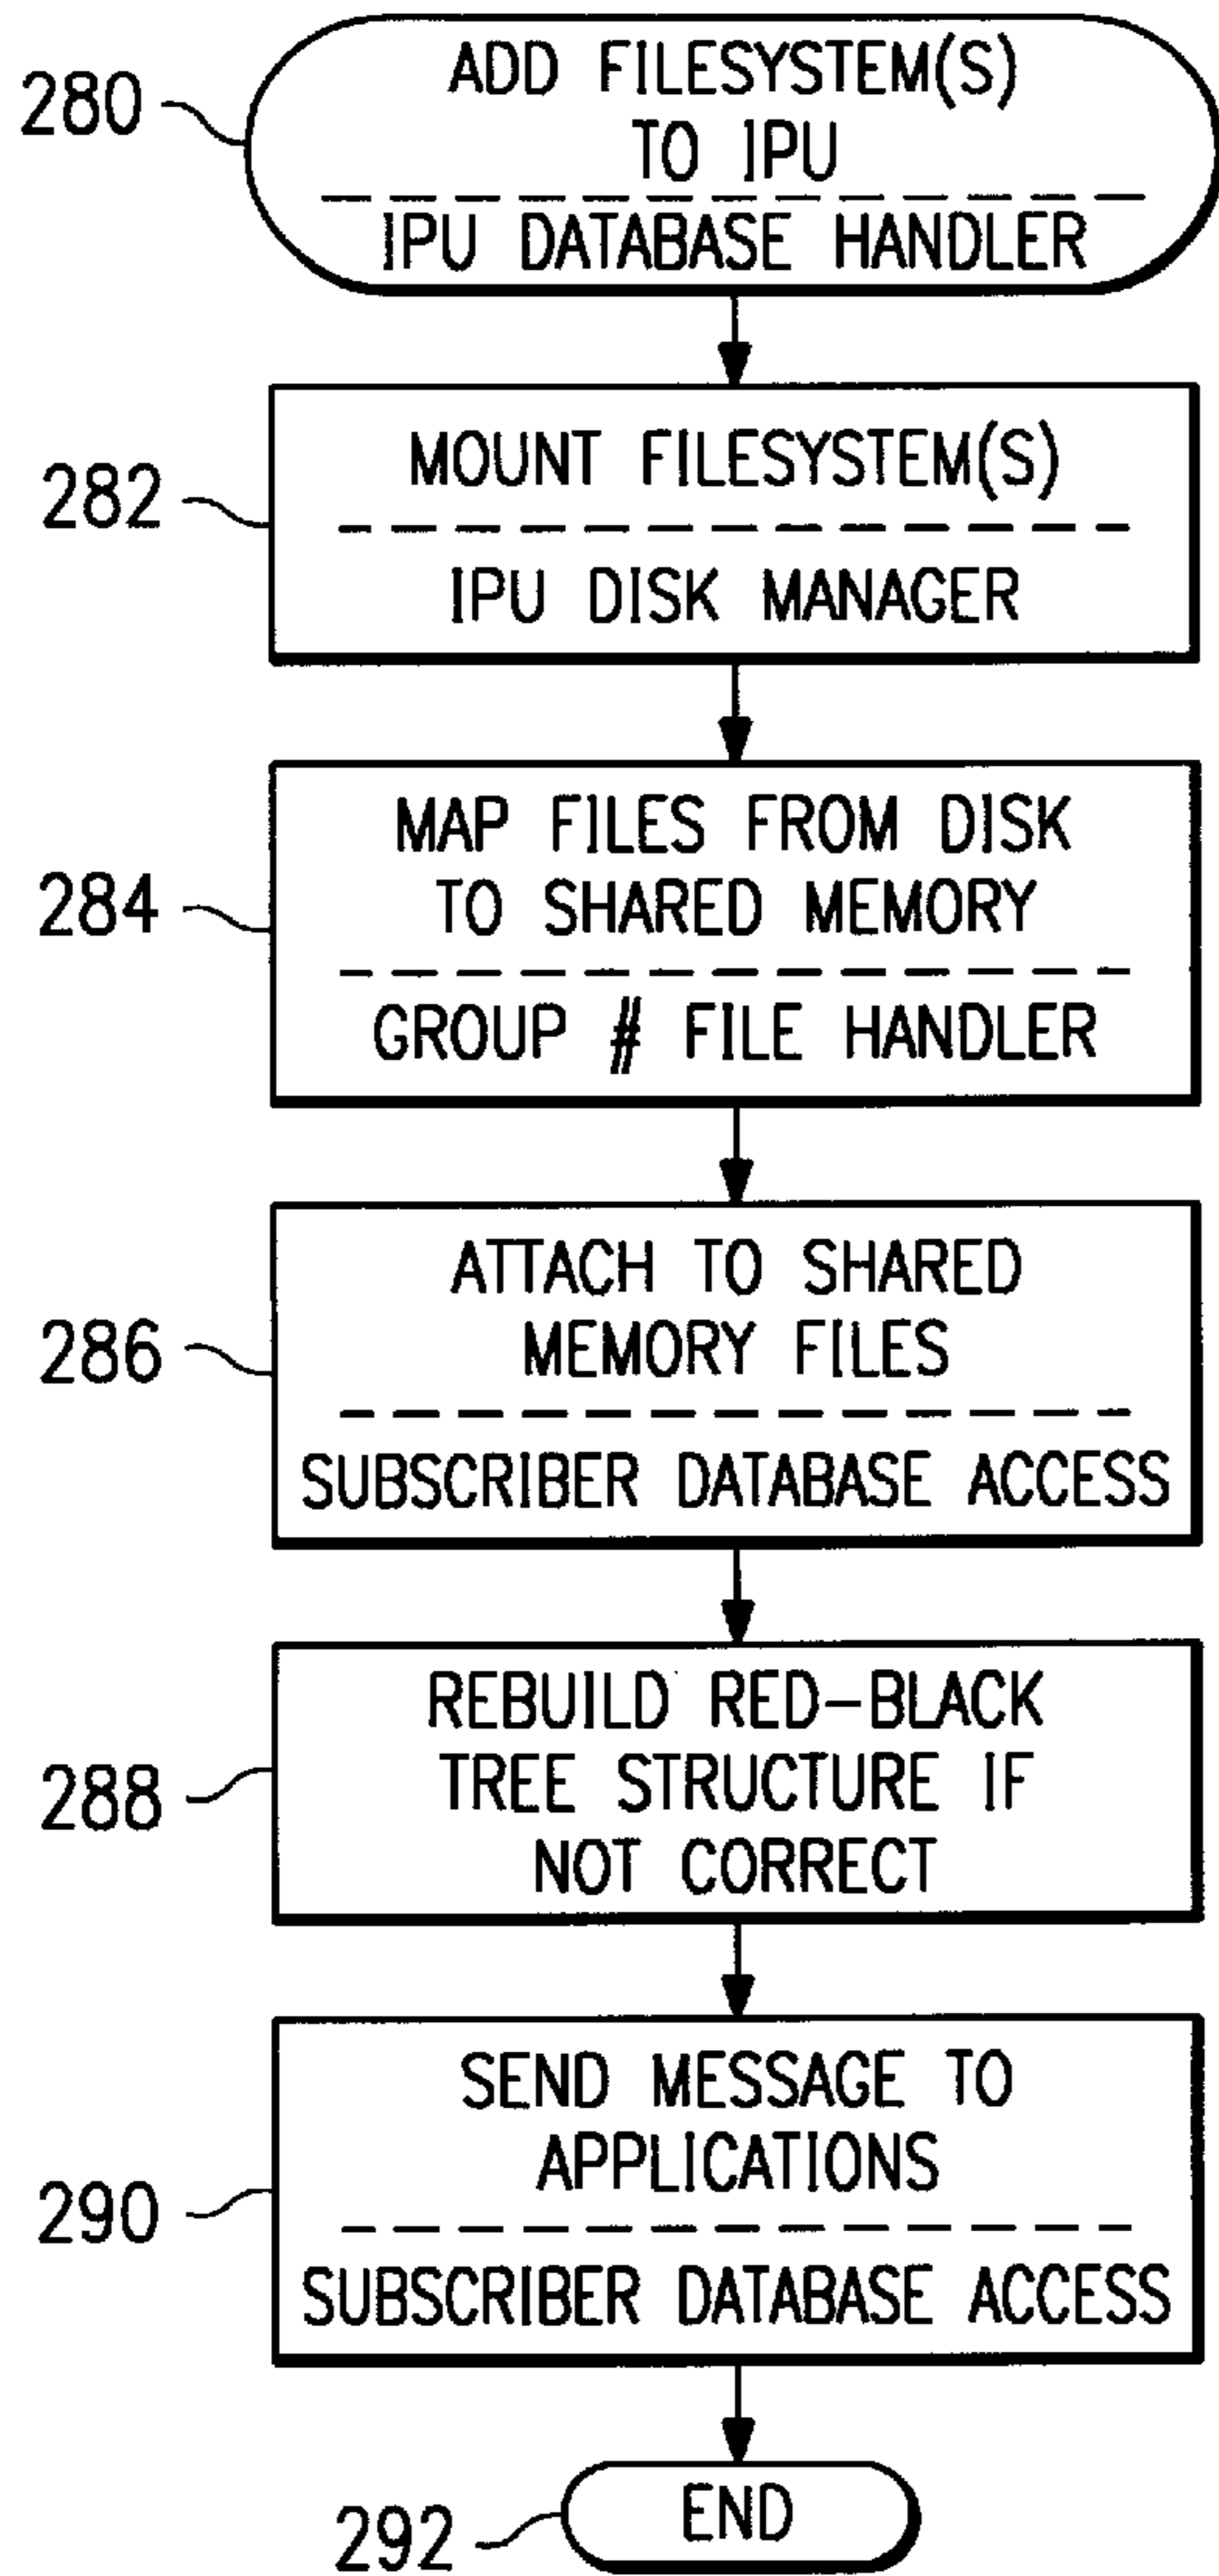 280
ADD FILESYSTEM(S)
TO IPU
IPU DATABASE HANDLER
282
MOUNT FILESYSTEM(S)
IPU DISK MANAGER
284
MAP FILES FROM DISK
TO SHARED MEMORY
GROUP # FILE HANDLER
286
ATTACH TO SHARED
MEMORY FILES
SUBSCRIBER DATABASE ACCESS
288
REBUILD RED-BLACK
TREE STRUCTURE IF
NOT CORRECT
290
SEND MESSAGE TO
APPLICATIONS
SUBSCRIBER DATABASE ACCESS
292
END